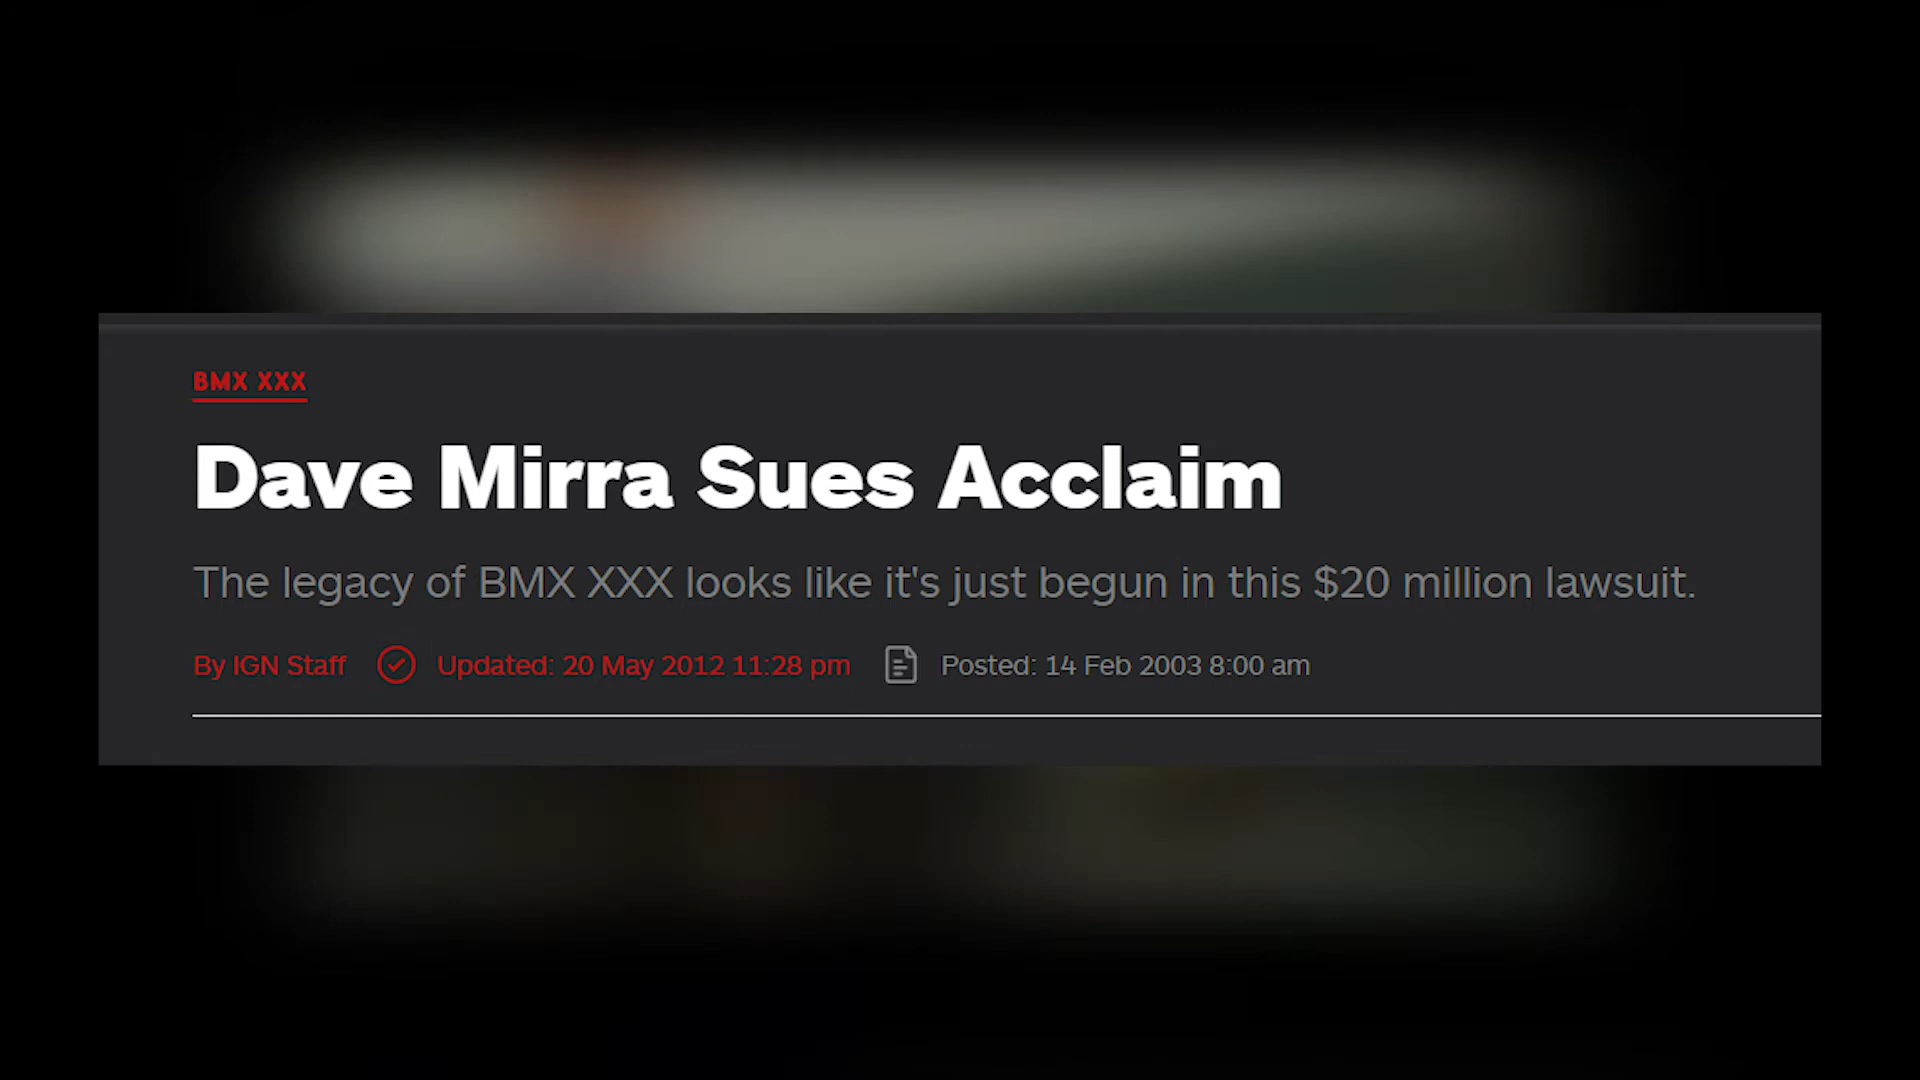 BMX XXX
Dave Mirra Sues Acclaim
The legacy of BMX XXX looks like it's just begun in this $20 million lawsuit.
By IGN Staff Updated: 20 May 2012 11:28 pm Posted: 14 Feb 2003 8:00 am